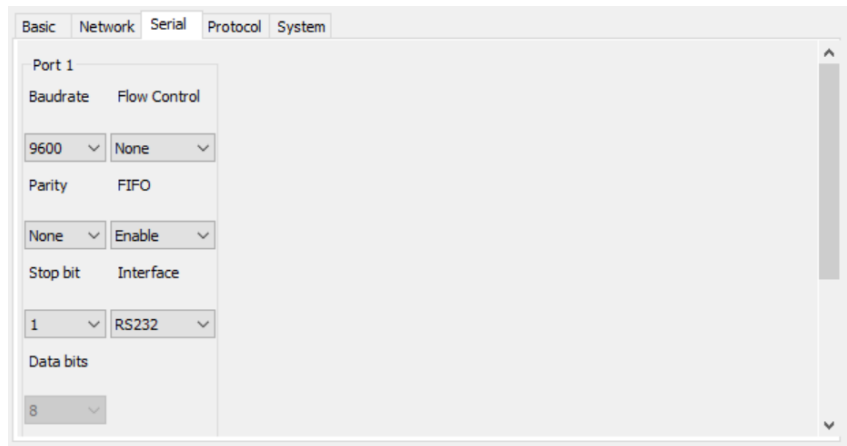 Basic Network Serial Protocol System
Port 1
Baudrate Flow Control
9600 None
Parity FIFO
None Enable
Stop bit Interface
1 RS232
Data bits
8